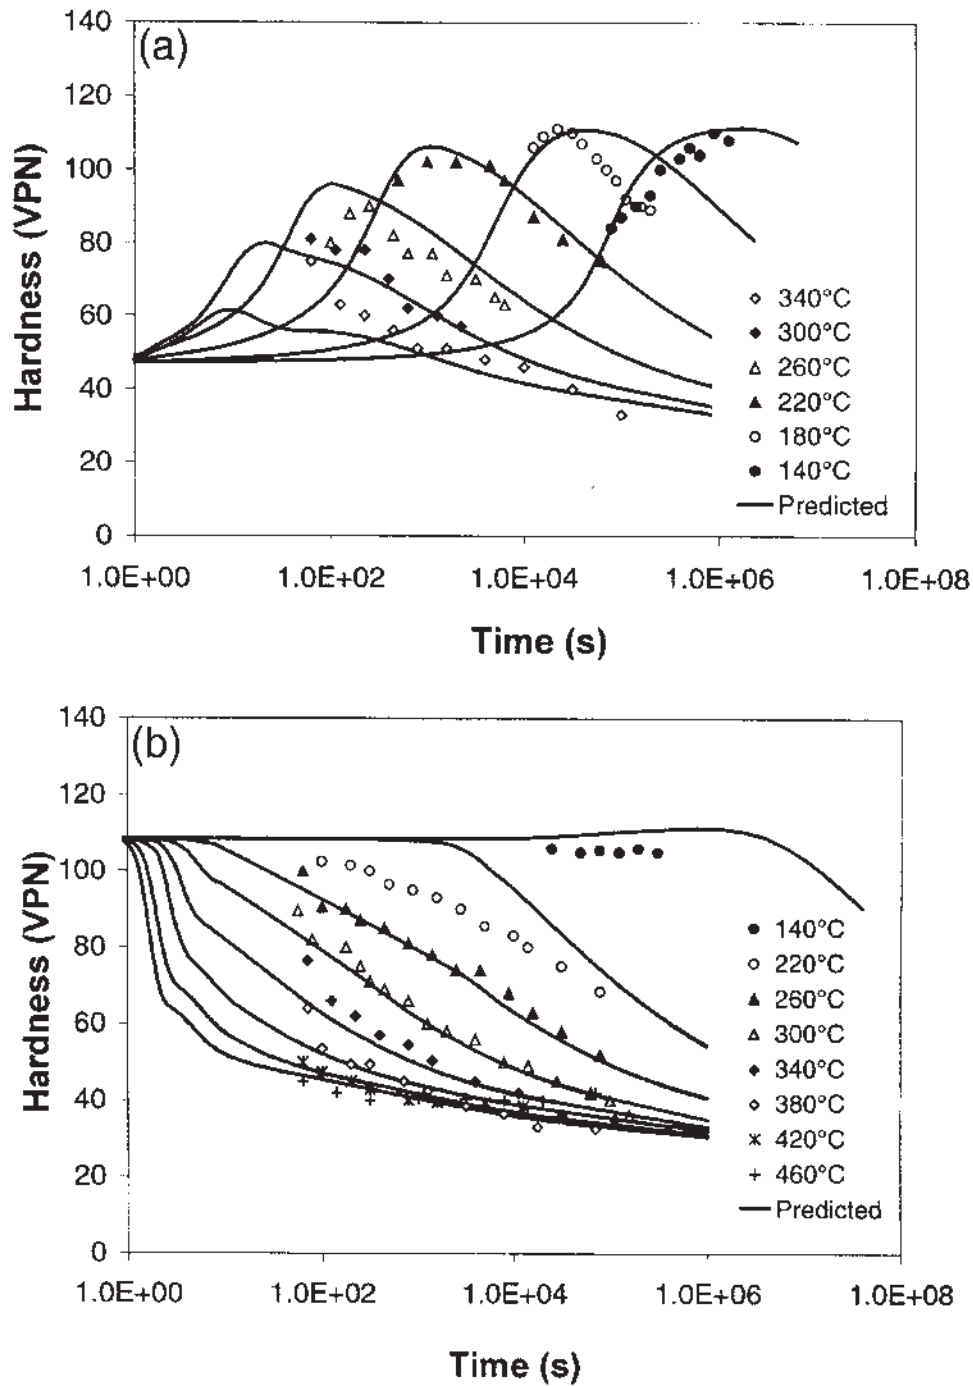 (a)
140
120
100
80
60
40
20
0
Hardness (VPN)
340°C
300°C
260°C
220°C
180°C
140°C
Predicted
1.0E+00 1.0E+02 1.0E+04 1.0E+06 1.0E+08
Time (s)
(b)
140
120
100
80
60
40
20
0
Hardness (VPN)
140°C
220°C
260°C
300°C
340°C
380°C
420°C
460°C
Predicted
1.0E+00 1.0E+02 1.0E+04 1.0E+06 1.0E+08
Time (s)